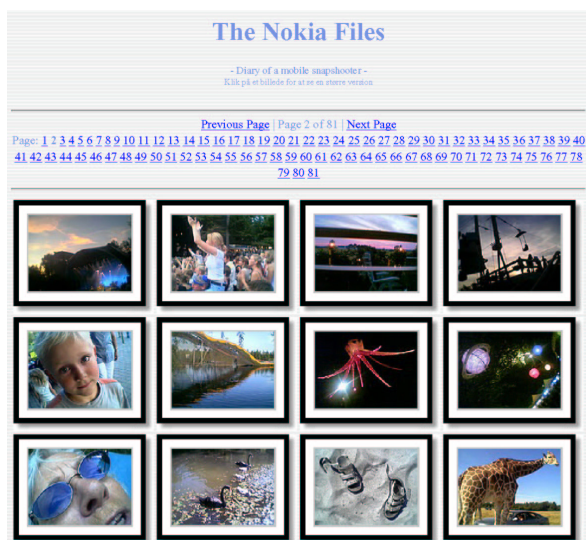 The Nokia Files
- Diary of a mobile snapshooter -
Klik på et billede for at se en større version
Previous Page | Page 2 of 81 | Next Page
Page: 1 2 3 4 5 6 7 8 9 10 11 12 13 14 15 16 17 18 19 20 21 22 23 24 25 26 27 28 29 30 31 32 33 34 35 36 37 38 39 40
41 42 43 44 45 46 47 48 49 50 51 52 53 54 55 56 57 58 59 60 61 62 63 64 65 66 67 68 69 70 71 72 73 74 75 76 77 78
79 80 81